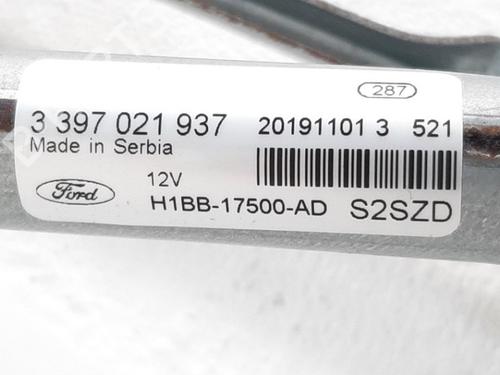 287
3 397 021 937 20191101 3 521
Made in Serbia
Ford
12V
H1BB-17500-AD S2SZD